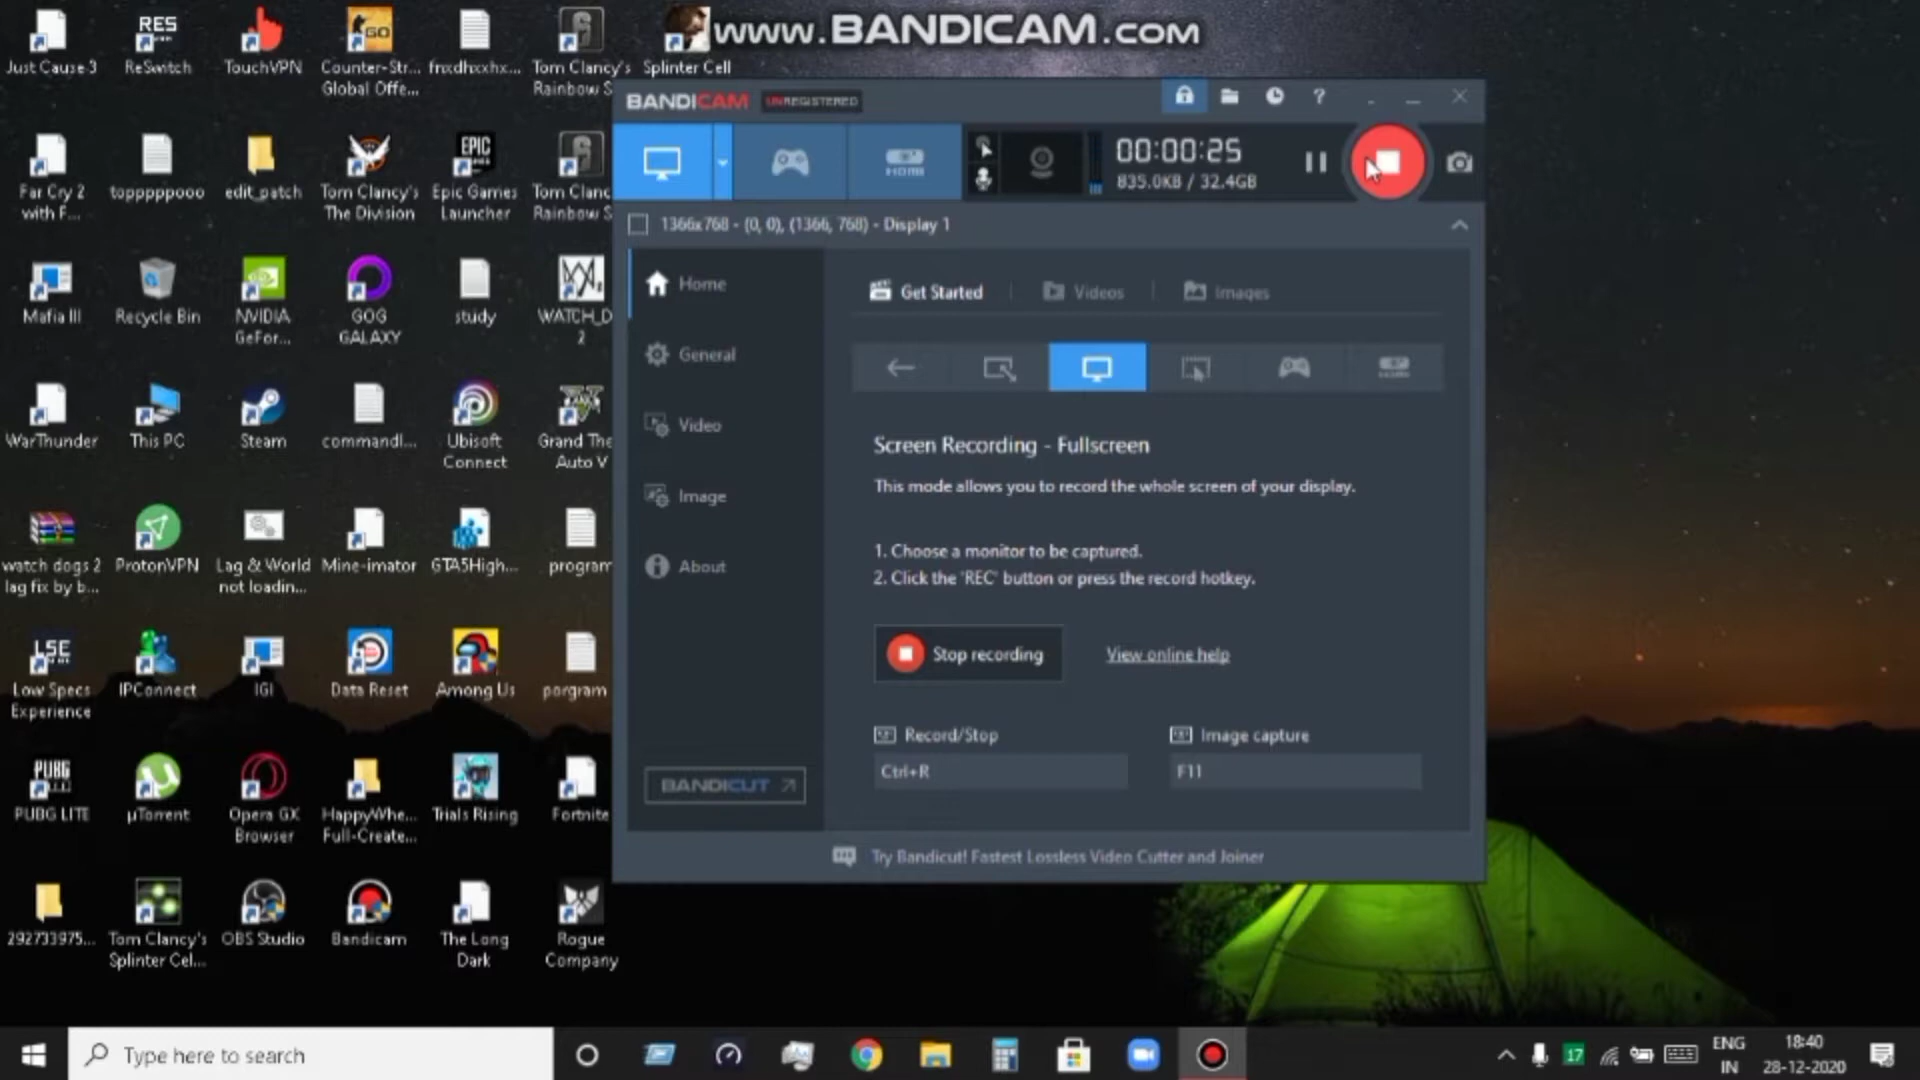 www.BANDICAM.com
Just Cause 3
RES
ReSwitch
TouchVPN
GO
Counter-Str...
Global Offe...
fnxdhxxhx...
Tom Clancy's
Rainbow S
Splinter Cell
Far Cry 2
with F...
topppppooo
edit_patch
Tom Clancy's
The Division
EPIC
GAMES
Epic Games
Launcher
Tom Clanc
Rainbow S
Mafia III
Recycle Bin
NVIDIA
GeFor...
GOG
GALAXY
study
WATCH_D
2
WarThunder
This PC
Steam
commandl...
Ubisoft
Connect
Grand The
Auto V
watch dogs 2
lag fix by b...
ProtonVPN
Lag & World
not loadin...
Mine-imator
GTA5High...
program
LSE
Low Specs
Experience
IPConnect
IGI
Data Reset
Among Us
porgram
PUBG
LITE
PUBG LITE
µTorrent
Opera GX
Browser
HappyWhe...
Full-Create...
Trials Rising
Fortnite
292733975...
Tom Clancy's
Splinter Cel...
OBS Studio
Bandicam
The Long
Dark
Rogue
Company
BANDICAM UNREGISTERED
?
HDMI
00:00:25
835.0KB / 32.4GB
1366x768 - (0, 0), (1366, 768) - Display 1
Home
General
Video
Image
About
BANDICUT
Get Started
Videos
Images
Screen Recording - Fullscreen
This mode allows you to record the whole screen of your display.
1. Choose a monitor to be captured.
2. Click the 'REC' button or press the record hotkey.
Stop recording
View online help
Record/Stop
Image capture
Ctrl+R
F11
Try Bandicut! Fastest Lossless Video Cutter and Joiner
Type here to search
17
ENG
IN
18:40
28-12-2020